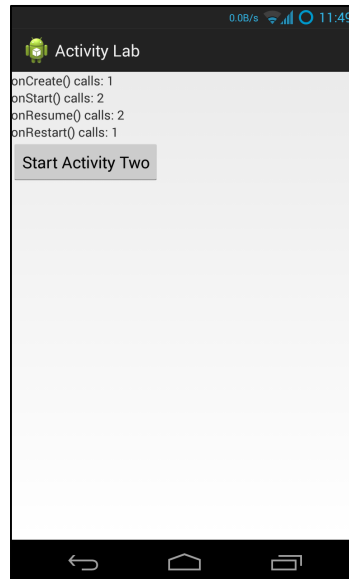 0.0B/s 11:49
Activity Lab
onCreate() calls: 1
onStart() calls: 2
onResume() calls: 2
onRestart() calls: 1
Start Activity Two